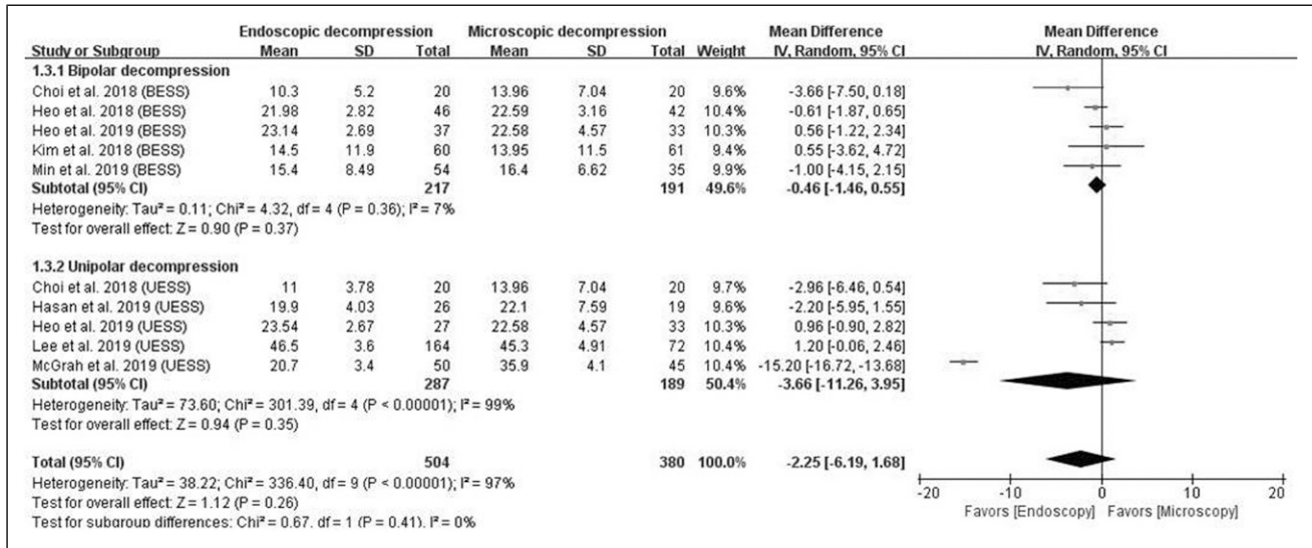 Endoscopic decompression Microscopic decompression Mean Difference Mean Difference
Study or Subgroup Mean SD Total Mean SD Total Weight IV, Random, 95% CI IV, Random, 95% CI
1.3.1 Bipolar decompression
Choi et al. 2018 (BESS) 10.3 5.2 20 13.96 7.04 20 9.6% -3.66 [-7.50, 0.18]
Heo et al. 2018 (BESS) 21.98 2.82 46 22.59 3.16 42 10.4% -0.61 [-1.87, 0.65]
Heo et al. 2019 (BESS) 23.14 2.69 37 22.58 4.57 33 10.3% 0.56 [-1.22, 2.34]
Kim et al. 2018 (BESS) 14.5 11.9 60 13.95 11.5 61 9.4% 0.55 [-3.62, 4.72]
Min et al. 2019 (BESS) 15.4 8.49 54 16.4 6.62 35 9.9% -1.00 [-4.15, 2.15]
Subtotal (95% CI) 217 191 49.6% -0.46 [-1.46, 0.55]
Heterogeneity: Tau² = 0.11; Chi² = 4.32, df = 4 (P = 0.36); I² = 7%
Test for overall effect: Z = 0.90 (P = 0.37)
1.3.2 Unipolar decompression
Choi et al. 2018 (UESS) 11 3.78 20 13.96 7.04 20 9.7% -2.96 [-6.46, 0.54]
Hasan et al. 2019 (UESS) 19.9 4.03 26 22.1 7.59 19 9.6% -2.20 [-5.95, 1.55]
Heo et al. 2019 (UESS) 23.54 2.67 27 22.58 4.57 33 10.3% 0.96 [-0.90, 2.82]
Lee et al. 2019 (UESS) 46.5 3.6 164 45.3 4.91 72 10.4% 1.20 [-0.06, 2.46]
McGrah et al. 2019 (UESS) 20.7 3.4 50 35.9 4.1 45 10.4% -15.20 [-16.72, -13.68]
Subtotal (95% CI) 287 189 50.4% -3.66 [-11.26, 3.95]
Heterogeneity: Tau² = 73.60; Chi² = 301.39, df = 4 (P < 0.00001); I² = 99%
Test for overall effect: Z = 0.94 (P = 0.35)
Total (95% CI) 504 380 100.0% -2.25 [-6.19, 1.68]
Heterogeneity: Tau² = 38.22; Chi² = 336.40, df = 9 (P < 0.00001); I² = 97%
Test for overall effect: Z = 1.12 (P = 0.26)
Test for subgroup differences: Chi² = 0.67, df = 1 (P = 0.41), I² = 0%
-20 -10 0 10 20
Favors [Endoscopy] Favors [Microscopy]